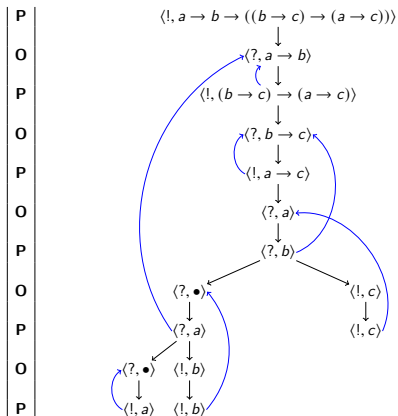 P ⟨!, a → b → ((b → c) → (a → c))⟩
O ⟨?, a → b⟩
P ⟨!, (b → c) → (a → c)⟩
O ⟨?, b → c⟩
P ⟨!, a → c⟩
O ⟨?, a⟩
P ⟨?, b⟩
O ⟨?, •⟩ ⟨!, c⟩
P ⟨?, a⟩ ⟨!, c⟩
O ⟨?, •⟩ ⟨!, b⟩
P ⟨!, a⟩ ⟨!, b⟩